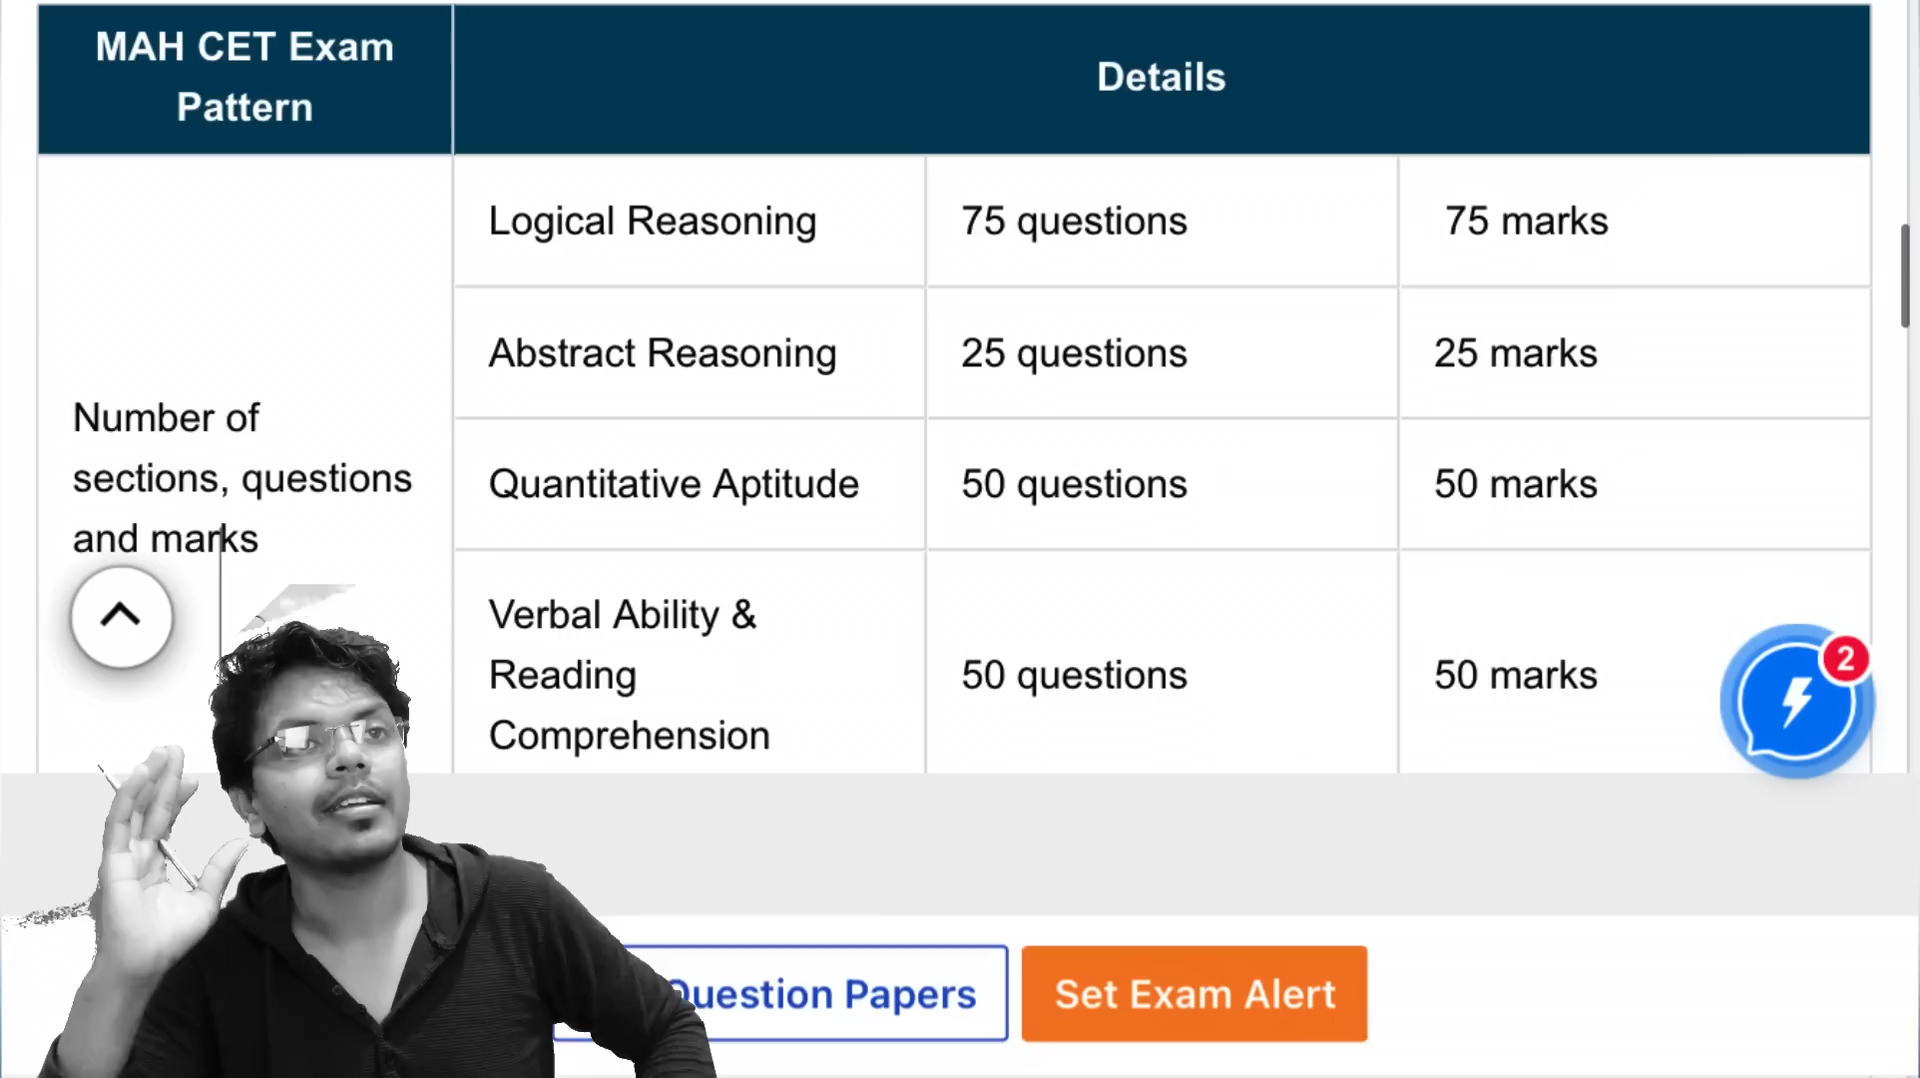 MAH CET Exam
Pattern
Details
Logical Reasoning
75 questions
75 marks
Abstract Reasoning
25 questions
25 marks
Number of
sections, questions
and marks
Quantitative Aptitude
50 questions
50 marks
Verbal Ability &
Reading
Comprehension
50 questions
50 marks
2
Question Papers
Set Exam Alert